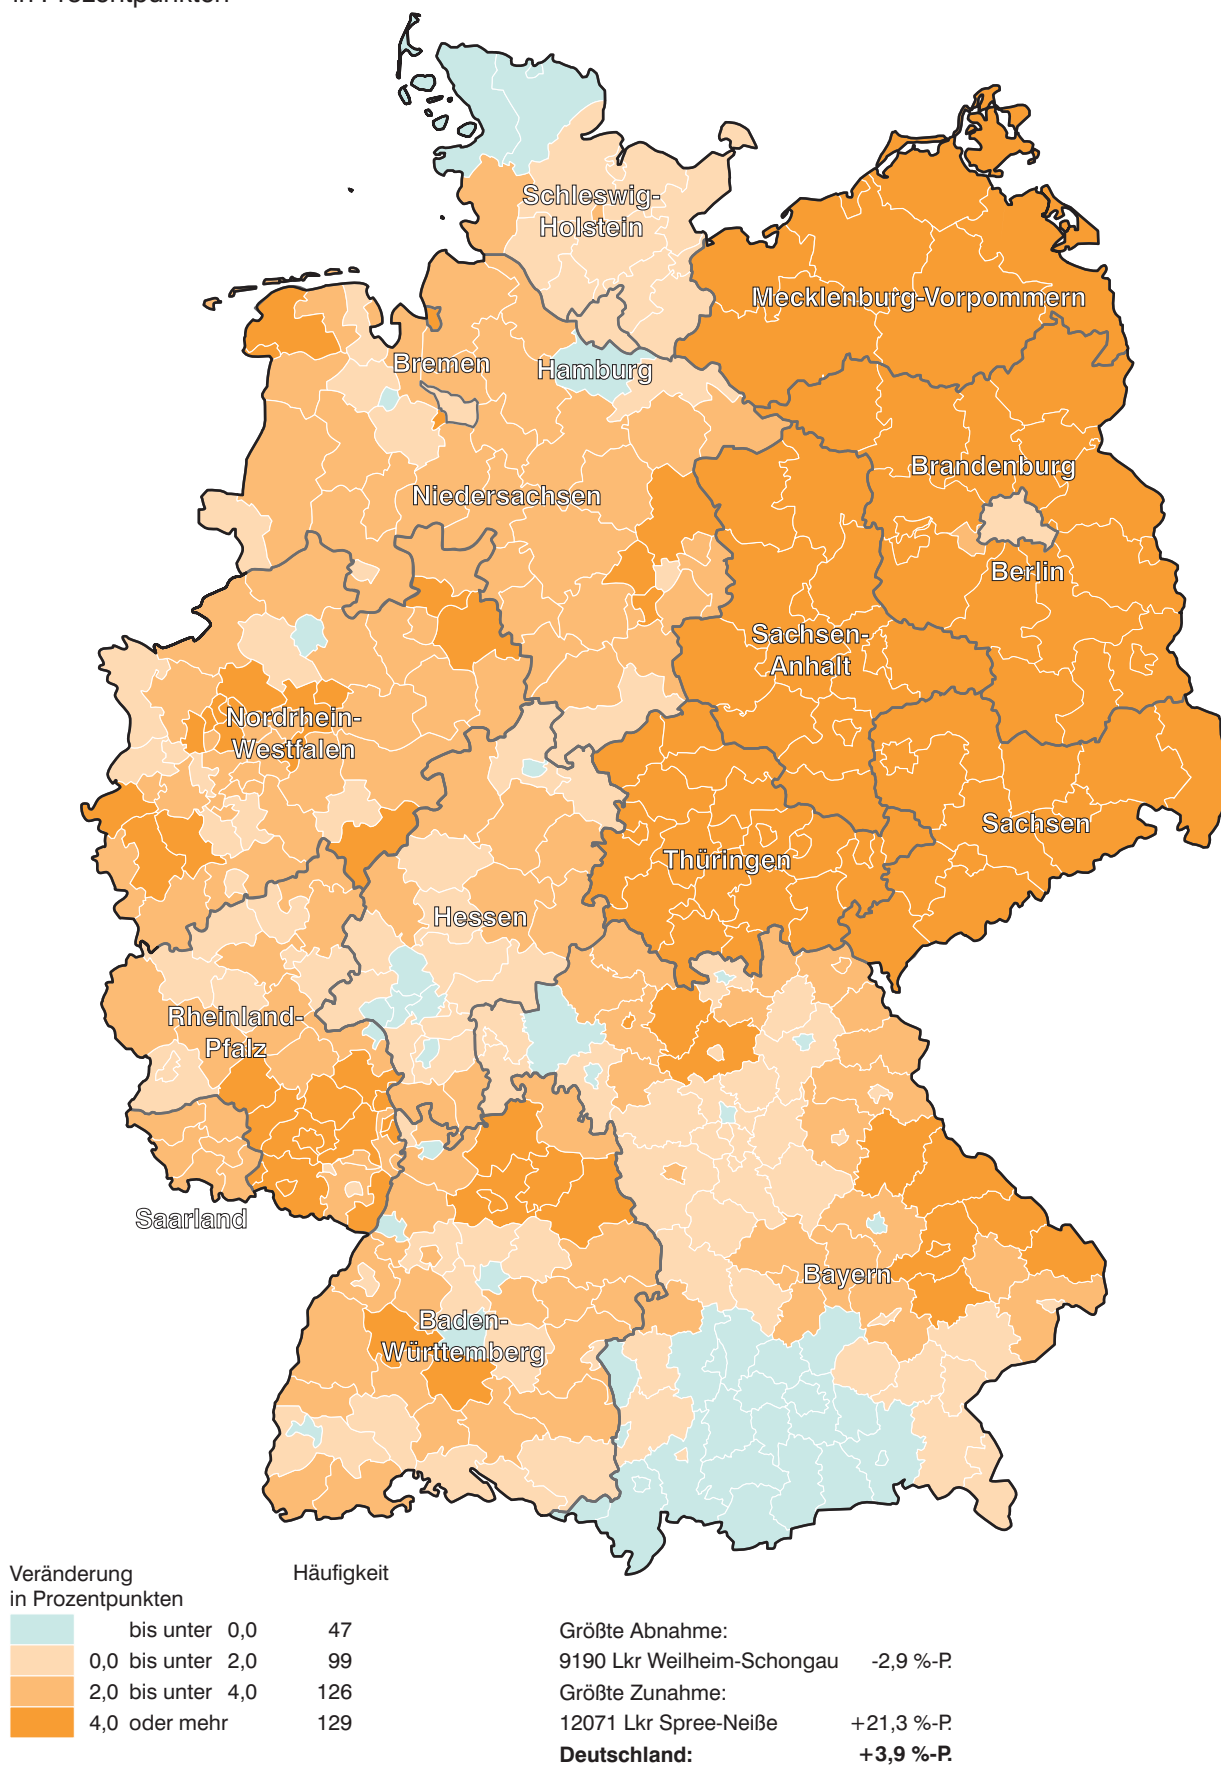 in Prozentpunkten
Schleswig-
Holstein
Mecklenburg-Vorpommern
Bremen
Hamburg
Brandenburg
Niedersachsen
Berlin
Sachsen-
Anhalt
Nordrhein-
Westfalen
Sachsen
Thüringen
Hessen
Rheinland-
Pfalz
Saarland
Bayern
Baden-
Württemberg
Veränderung Häufigkeit
in Prozentpunkten
bis unter 0,0 47
0,0 bis unter 2,0 99
2,0 bis unter 4,0 126
4,0 oder mehr 129
Größte Abnahme:
9190 Lkr Weilheim-Schongau -2,9 %-P.
Größte Zunahme:
12071 Lkr Spree-Neiße +21,3 %-P.
Deutschland: +3,9 %-P.